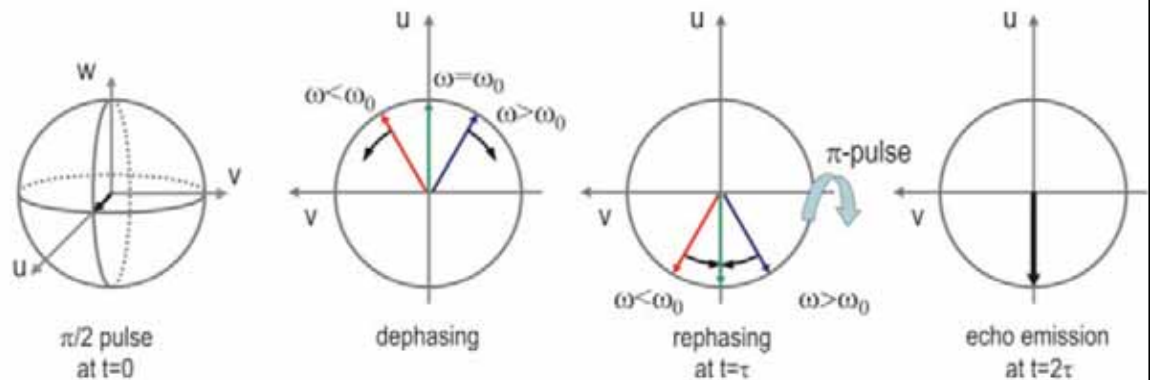 w
v
u
π/2 pulse
at t=0
u
ω<ω₀
ω=ω₀
ω>ω₀
v
dephasing
u
π-pulse
v
ω<ω₀
ω>ω₀
rephasing
at t=τ
u
v
echo emission
at t=2τ